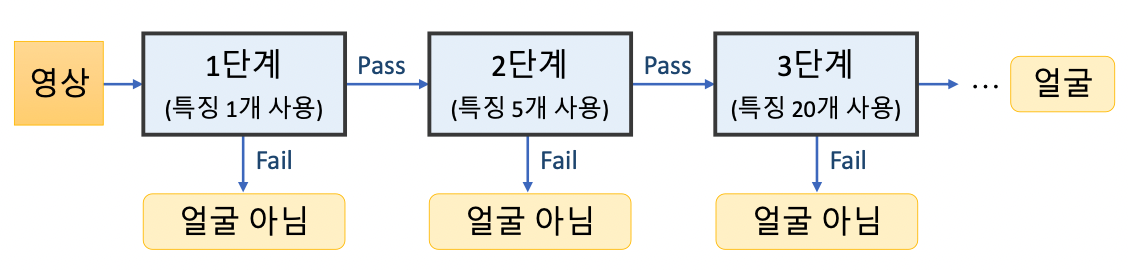 영상
1단계
(특징 1개 사용)
Pass
2단계
(특징 5개 사용)
Pass
3단계
(특징 20개 사용)
…
얼굴
Fail
Fail
Fail
얼굴 아님
얼굴 아님
얼굴 아님